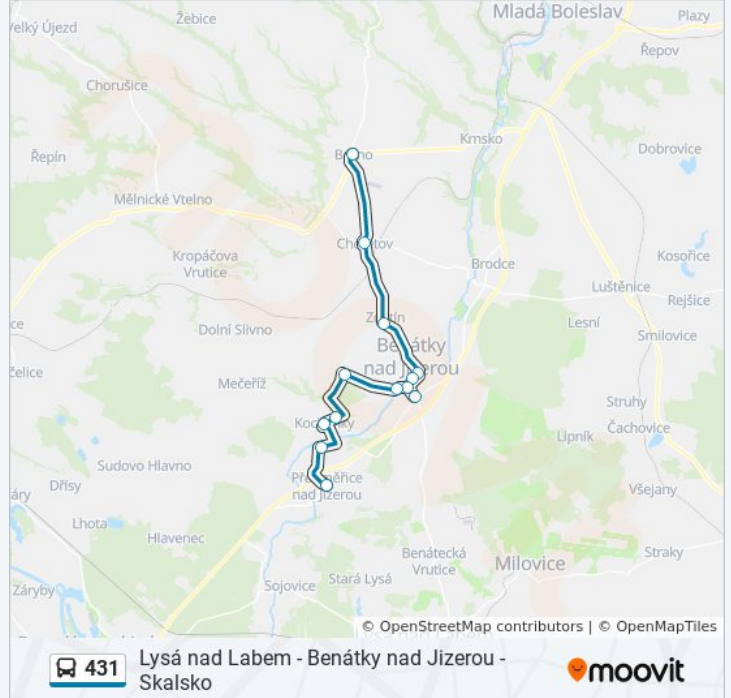 Mladá Boleslav
Plazy
Žebice
Velký Újezd
Řepov
Chorušice
Krnsko
Dobrovice
Řepín
Mělnické Vtelno
Kropáčova
Vrutice
Brodce
Kosořice
Luštěnice
Rejšice
Lesní
Smilovice
Dolní Slivno
Benátky
nad Jizerou
Mečeříž
Struhy
Čachovice
Lipník
Sudovo Hlavno
Dřísy
nad Jizerou
Všejany
Lhota
Hlavenec
Benátecká
Vrutice
Straky
Milovice
Stará Lysá
Sojovice
Záryby
© OpenStreetMap contributors | © OpenMapTiles
431
Lysá nad Labem - Benátky nad Jizerou -
Skalsko
moovit